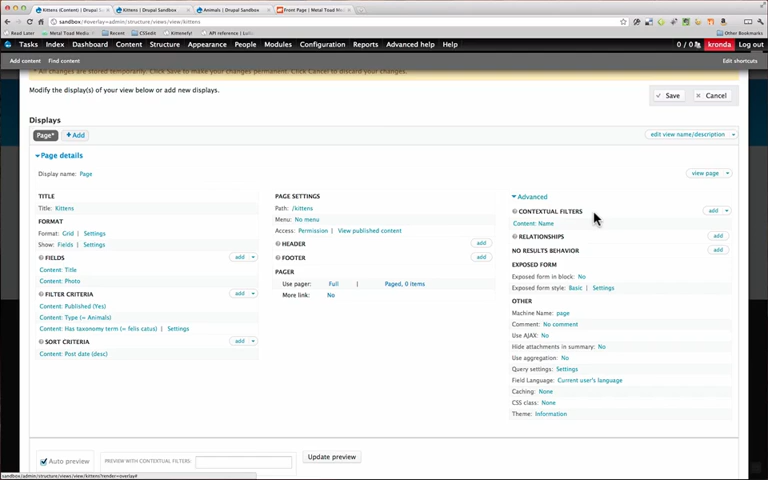 Kittens (Content) | Drupal Sandbox
Kittens | Drupal Sandbox
Animals | Drupal Sandbox
Front Page | Metal Toad Med
sandbox/#overlay=admin/structure/views/view/kittens
Read Later
Metal Toad Media
CSSedit
Kittenefy!
API reference
Other Bookmarks
Tasks Index Dashboard Content Structure Appearance People Modules Configuration Reports Advanced help Help
0 / 0 kronda Log out
Add content Find content Edit shortcuts
* All changes are stored temporarily. Click Save to make your changes permanent. Click Cancel to discard your changes.
Modify the display(s) of your view below or add new displays.
Save Cancel
Displays
Page* Add
edit view name/description
Page details
Display name: Page
view page
TITLE
Title: Kittens
FORMAT
Format: Grid | Settings
Show: Fields | Settings
FIELDS add
Content: Title
Content: Photo
FILTER CRITERIA add
Content: Published (Yes)
Content: Type (= Animals)
Content: Has taxonomy term (= felis catus) | Settings
SORT CRITERIA add
Content: Post date (desc)
PAGE SETTINGS
Path: /kittens
Menu: No menu
Access: Permission | View published content
HEADER add
FOOTER add
PAGER
Use pager: Full | Paged, 0 items
More link: No
Advanced
CONTEXTUAL FILTERS add
Content: Name
RELATIONSHIPS add
NO RESULTS BEHAVIOR add
EXPOSED FORM
Exposed form in block: No
Exposed form style: Basic | Settings
OTHER
Machine Name: page
Comment: No comment
Use AJAX: No
Hide attachments in summary: No
Use aggregation: No
Query settings: Settings
Field Language: Current user's language
Caching: None
CSS class: None
Theme: Information
Auto preview
PREVIEW WITH CONTEXTUAL FILTERS:
Update preview
sandbox/admin/structure/views/view/kittens?render=overlay#